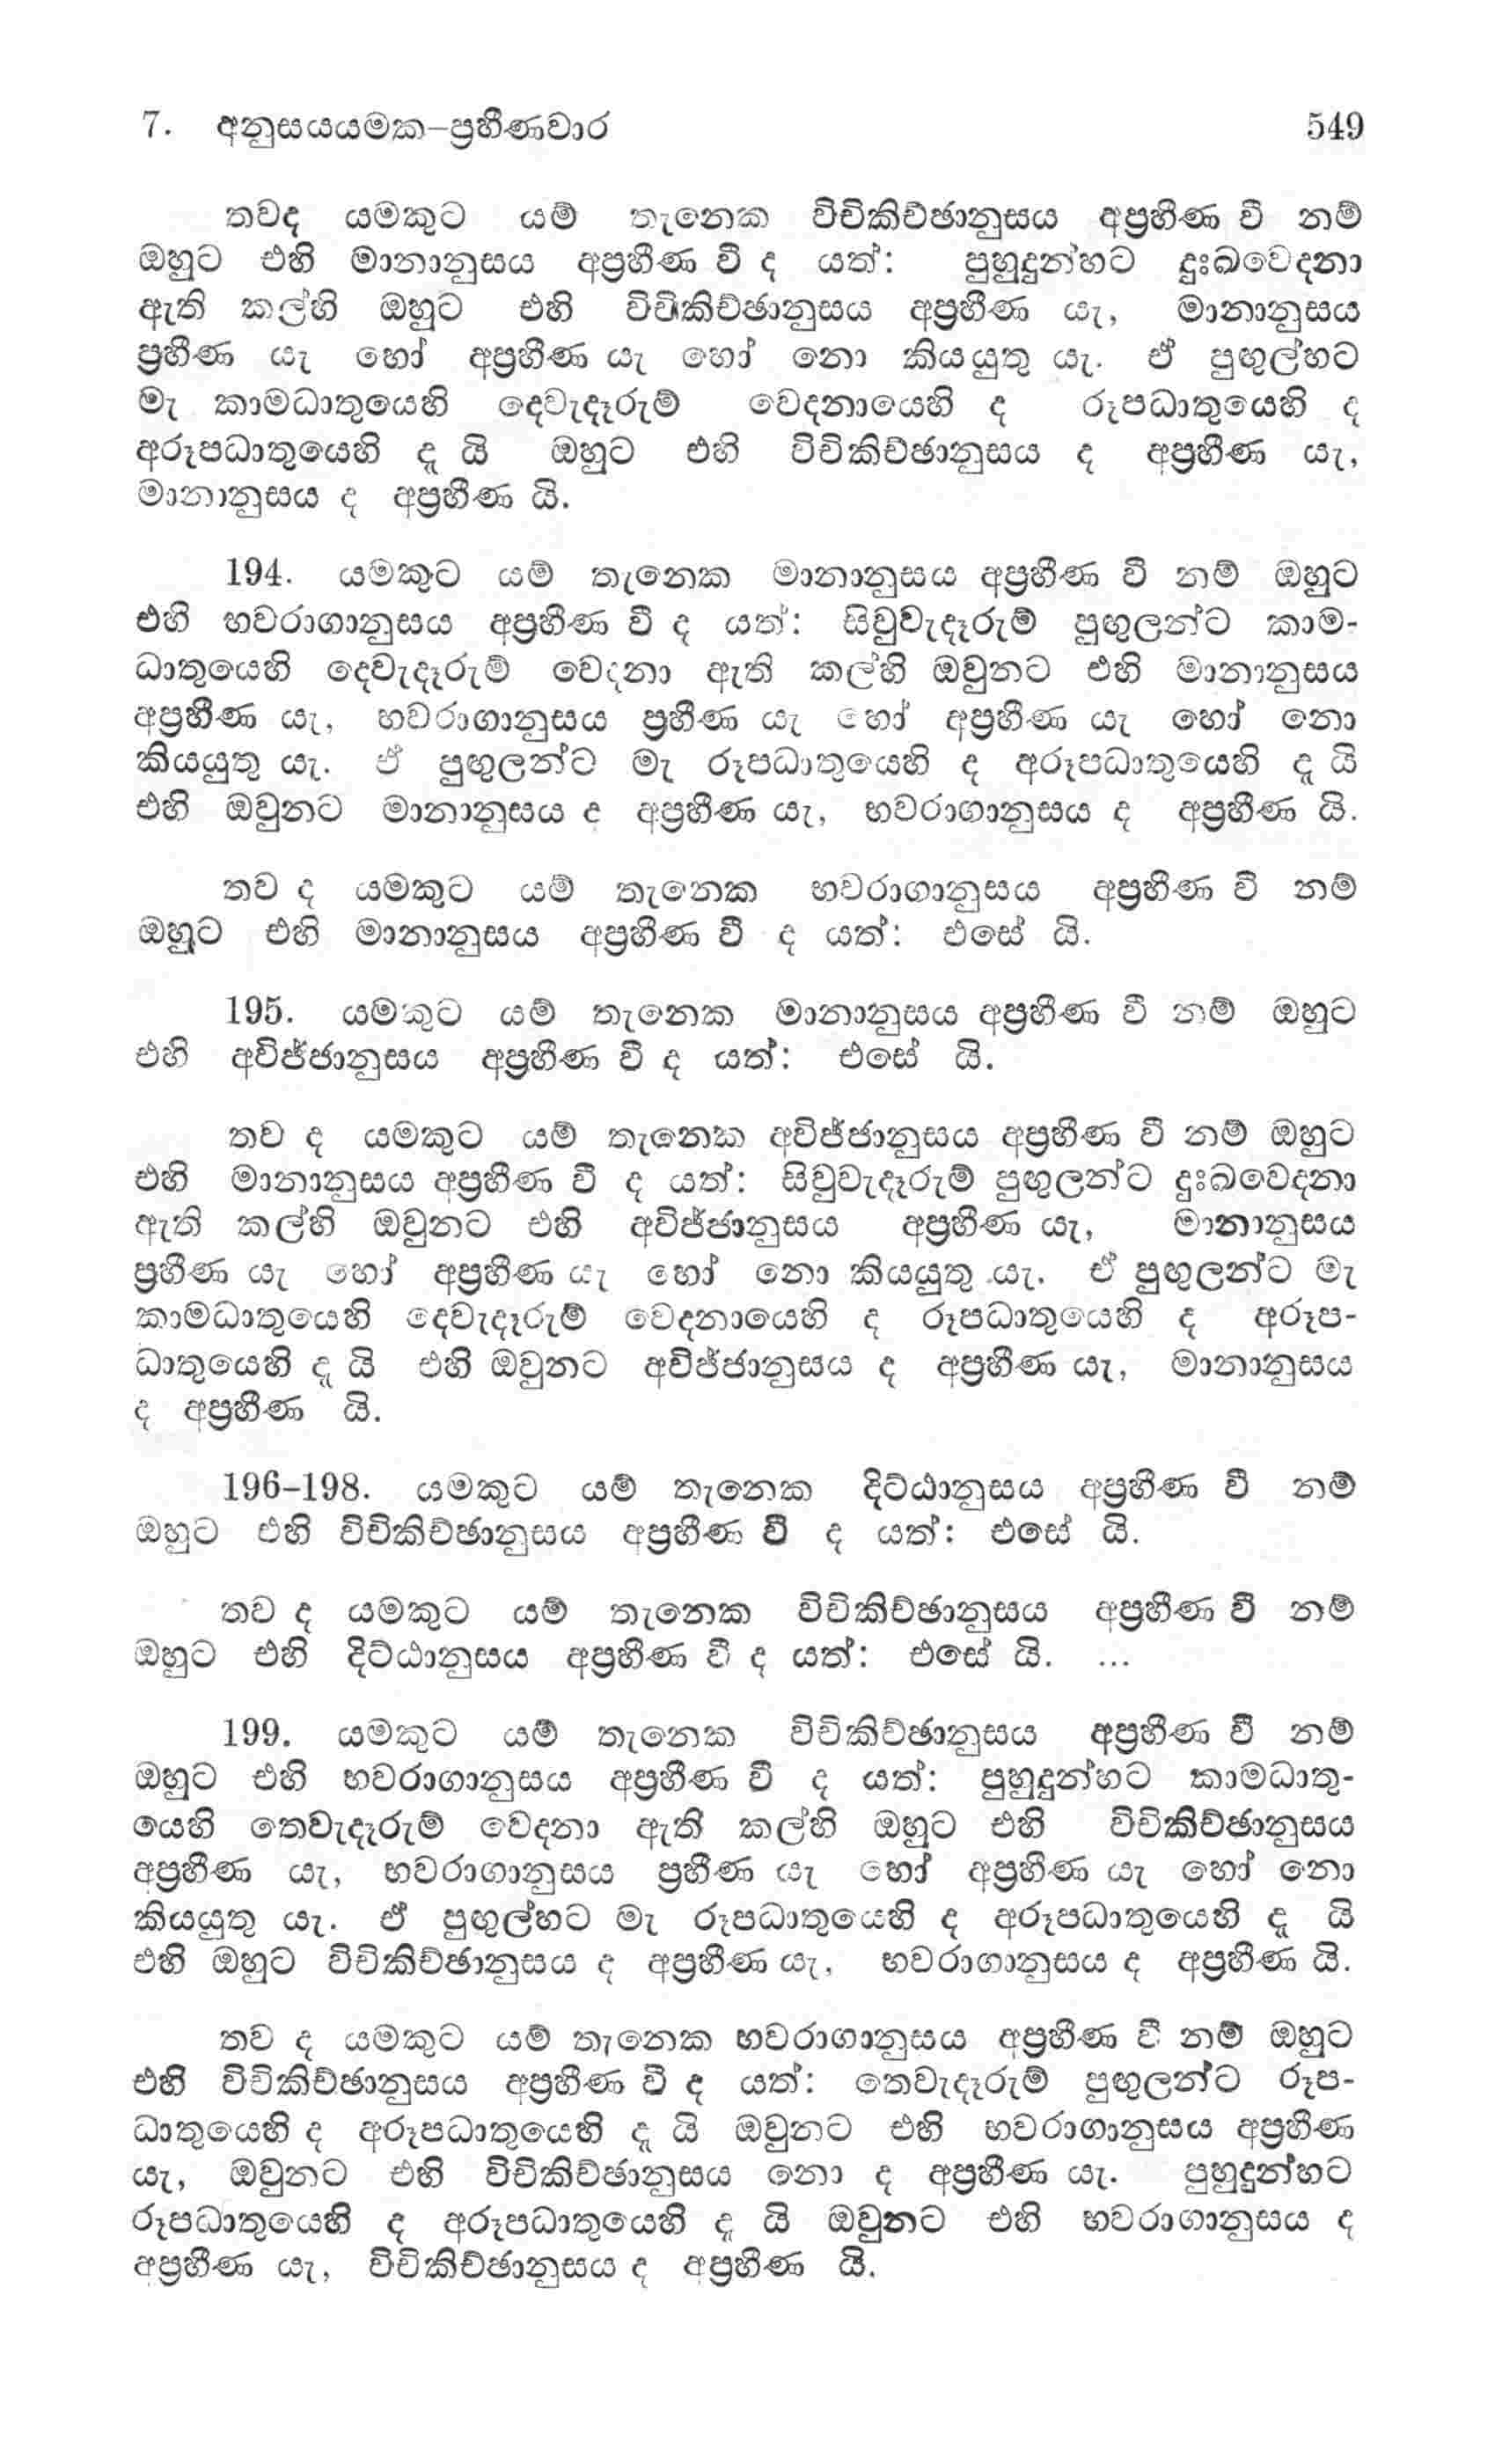 7. අනුසයයමක–ප්‍රහීණවාර 549
තවද යමකුට යම් තැනෙක විචිකිච්ඡානුසය අප්‍රහීණ වී නම්
ඔහුට එහි මානානුසය අප්‍රහීණ වී ද යත්: පුහුදුන්හට දුඃඛවෙදනා
ඇති කල්හි ඔහුට එහි විචිකිච්ඡානුසය අප්‍රහීණ යැ, මානානුසය
ප්‍රහීණ යැ හෝ අප්‍රහීණ යැ හෝ නො කියයුතු යැ. ඒ පුඟුල්හට
මැ කාමධාතුයෙහි දෙවැදෑරුම් වෙදනායෙහි ද රූපධාතුයෙහි ද
අරූපධාතුයෙහි දැ යි ඔහුට එහි විචිකිච්ඡානුසය ද අප්‍රහීණ යැ,
මානානුසය ද අප්‍රහීණ යි.
194. යමකුට යම් තැනෙක මානානුසය අප්‍රහීණ වී නම් ඔහුට
එහි භවරාගානුසය අප්‍රහීණ වී ද යත්: සිවුවැදෑරුම් පුඟුලන්ට කාම-
ධාතුයෙහි දෙවැදෑරුම් වෙදනා ඇති කල්හි ඔවුනට එහි මානානුසය
අප්‍රහීණ යැ, භවරාගානුසය ප්‍රහීණ යැ හෝ අප්‍රහීණ යැ හෝ නො
කියයුතු යැ. ඒ පුඟුලන්ට මැ රූපධාතුයෙහි ද අරූපධාතුයෙහි දැ යි
එහි ඔවුනට මානානුසය ද අප්‍රහීණ යැ, භවරාගානුසය ද අප්‍රහීණ යි.
තව ද යමකුට යම් තැනෙක භවරාගානුසය අප්‍රහීණ වී නම්
ඔහුට එහි මානානුසය අප්‍රහීණ වී ද යත්: එසේ යි.
195. යමකුට යම් තැනෙක මානානුසය අප්‍රහීණ වී නම් ඔහුට
එහි අවිජ්ජානුසය අප්‍රහීණ වී ද යත්: එසේ යි.
තව ද යමකුට යම් තැනෙක අවිජ්ජානුසය අප්‍රහීණ වී නම් ඔහුට
එහි මානානුසය අප්‍රහීණ වී ද යත්: සිවුවැදෑරුම් පුඟුලන්ට දුඃඛවෙදනා
ඇති කල්හි ඔවුනට එහි අවිජ්ජානුසය අප්‍රහීණ යැ, මානානුසය
ප්‍රහීණ යැ හෝ අප්‍රහීණ යැ හෝ නො කියයුතු යැ. ඒ පුඟුලන්ට මැ
කාමධාතුයෙහි දෙවැදෑරුම් වෙදනායෙහි ද රූපධාතුයෙහි ද අරූප-
ධාතුයෙහි දැ යි එහි ඔවුනට අවිජ්ජානුසය ද අප්‍රහීණ යැ, මානානුසය
ද අප්‍රහීණ යි.
196–198. යමකුට යම් තැනෙක දිට්ඨානුසය අප්‍රහීණ වී නම්
ඔහුට එහි විචිකිච්ඡානුසය අප්‍රහීණ වී ද යත්: එසේ යි.
තව ද යමකුට යම් තැනෙක විචිකිච්ඡානුසය අප්‍රහීණ වී නම්
ඔහුට එහි දිට්ඨානුසය අප්‍රහීණ වී ද යත්: එසේ යි. ...
199. යමකුට යම් තැනෙක විචිකිච්ඡානුසය අප්‍රහීණ වී නම්
ඔහුට එහි භවරාගානුසය අප්‍රහීණ වී ද යත්: පුහුදුන්හට කාමධාතු-
යෙහි තෙවැදෑරුම් වෙදනා ඇති කල්හි ඔහුට එහි විචිකිච්ඡානුසය
අප්‍රහීණ යැ, භවරාගානුසය ප්‍රහීණ යැ හෝ අප්‍රහීණ යැ හෝ නො
කියයුතු යැ. ඒ පුඟුල්හට මැ රූපධාතුයෙහි ද අරූපධාතුයෙහි දැ යි
එහි ඔහුට විචිකිච්ඡානුසය ද අප්‍රහීණ යැ, භවරාගානුසය ද අප්‍රහීණ යි.
තව ද යමකුට යම් තැනෙක භවරාගානුසය අප්‍රහීණ වී නම් ඔහුට
එහි විචිකිච්ඡානුසය අප්‍රහීණ වී ද යත්: තෙවැදෑරුම් පුඟුලන්ට රූප-
ධාතුයෙහි ද අරූපධාතුයෙහි දැ යි ඔවුනට එහි භවරාගානුසය අප්‍රහීණ
යැ, ඔවුනට එහි විචිකිච්ඡානුසය නො ද අප්‍රහීණ යැ. පුහුදුන්හට
රූපධාතුයෙහි ද අරූපධාතුයෙහි දැ යි ඔවුනට එහි භවරාගානුසය ද
අප්‍රහීණ යැ, විචිකිච්ඡානුසය ද අප්‍රහීණ යි.